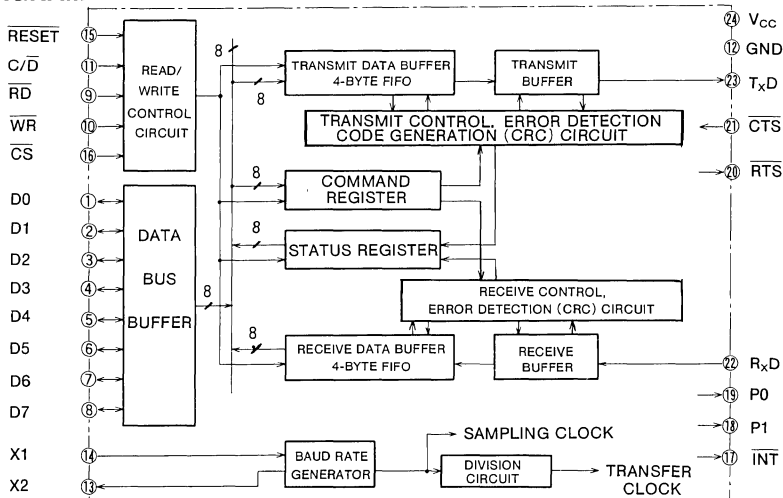 RESET
15
C/D
11
RD
9
WR
10
CS
16
READ/
WRITE
CONTROL
CIRCUIT
D0
1
D1
2
D2
3
D3
4
D4
5
D5
6
D6
7
D7
8
DATA
BUS
BUFFER
8
X1
14
X2
13
8
8
TRANSMIT DATA BUFFER
4-BYTE FIFO
TRANSMIT
BUFFER
TRANSMIT CONTROL, ERROR DETECTION
CODE GENERATION (CRC) CIRCUIT
8
COMMAND
REGISTER
8
STATUS REGISTER
RECEIVE CONTROL,
ERROR DETECTION (CRC) CIRCUIT
8
RECEIVE DATA BUFFER
4-BYTE FIFO
RECEIVE
BUFFER
BAUD RATE
GENERATOR
SAMPLING CLOCK
DIVISION
CIRCUIT
TRANSFER
CLOCK
24 VCC
12 GND
23 TXD
21 CTS
20 RTS
22 RXD
19 P0
18 P1
17 INT